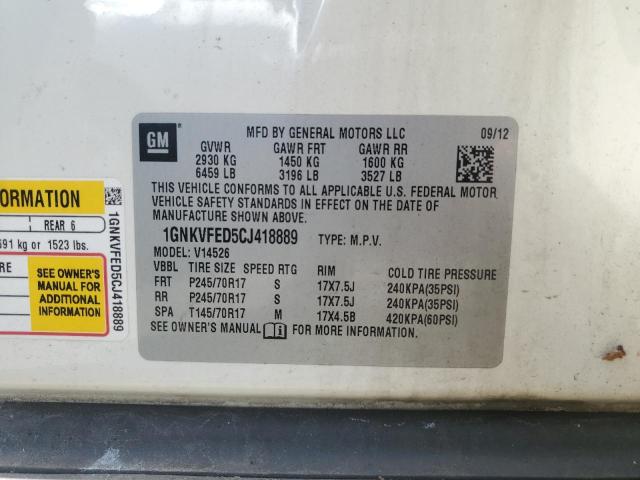 GM
MFD BY GENERAL MOTORS LLC 09/12
GVWR GAWR FRT GAWR RR
2930 KG 1450 KG 1600 KG
6459 LB 3196 LB 3527 LB
THIS VEHICLE CONFORMS TO ALL APPLICABLE U.S. FEDERAL MOTOR
VEHICLE SAFETY STANDARDS IN EFFECT ON THE DATE OF
MANUFACTURE SHOWN ABOVE.
1GNKVFED5CJ418889 TYPE: M.P.V.
MODEL: V14526
VBBL TIRE SIZE SPEED RTG RIM COLD TIRE PRESSURE
FRT P245/70R17 S 17X7.5J 240KPA(35PSI)
RR P245/70R17 S 17X7.5J 240KPA(35PSI)
SPA T145/70R17 M 17X4.5B 420KPA(60PSI)
SEE OWNER'S MANUAL FOR MORE INFORMATION.
ORMATION
REAR 6
691 kg or 1523 lbs.
RE
SEE OWNER'S
MANUAL FOR
ADDITIONAL
INFORMATION
1GNKVFED5CJ418889